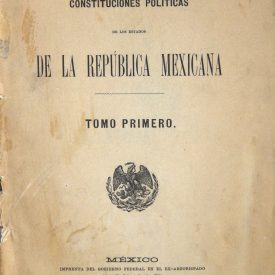 CONSTITUCIONES POLITICAS
DE LOS ESTADOS
DE LA REPÚBLICA MEXICANA
TOMO PRIMERO.
MÉXICO
IMPRENTA DEL GOBIERNO FEDERAL EN EL EX-ARZOBISPADO